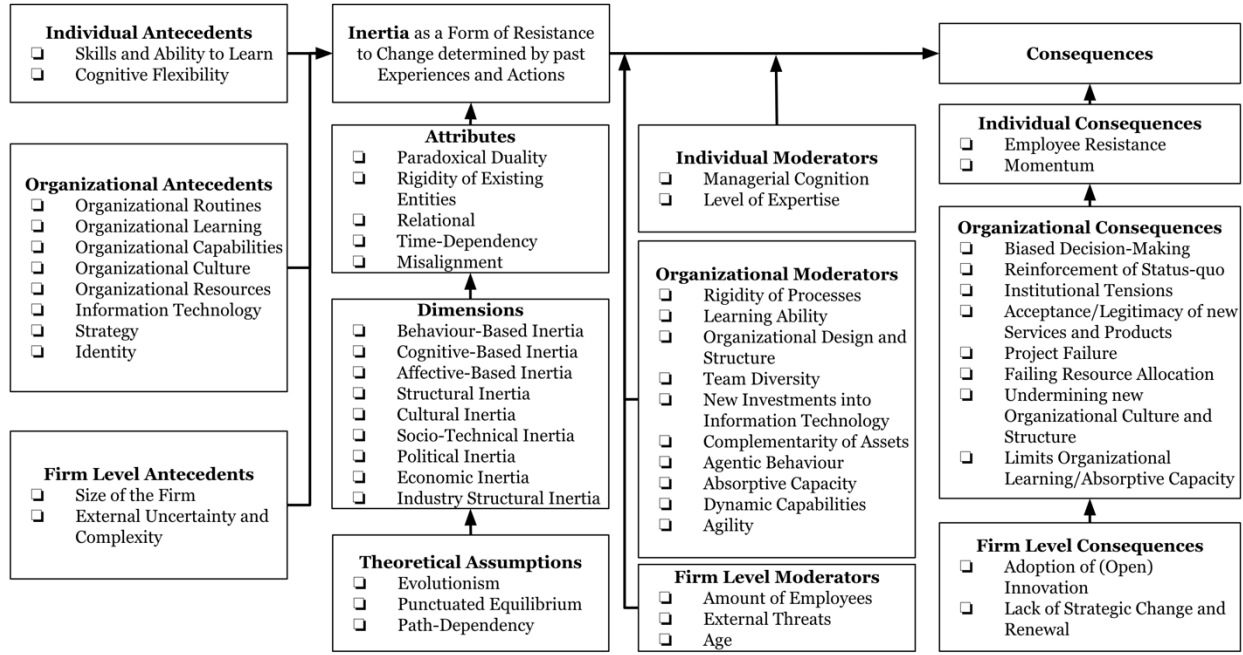 Individual Antecedents
❏ Skills and Ability to Learn
❏ Cognitive Flexibility
Organizational Antecedents
❏ Organizational Routines
❏ Organizational Learning
❏ Organizational Capabilities
❏ Organizational Culture
❏ Organizational Resources
❏ Information Technology
❏ Strategy
❏ Identity
Firm Level Antecedents
❏ Size of the Firm
❏ External Uncertainty and
Complexity
Inertia as a Form of Resistance
to Change determined by past
Experiences and Actions
Attributes
❏ Paradoxical Duality
❏ Rigidity of Existing
Entities
❏ Relational
❏ Time-Dependency
❏ Misalignment
Dimensions
❏ Behaviour-Based Inertia
❏ Cognitive-Based Inertia
❏ Affective-Based Inertia
❏ Structural Inertia
❏ Cultural Inertia
❏ Socio-Technical Inertia
❏ Political Inertia
❏ Economic Inertia
❏ Industry Structural Inertia
Theoretical Assumptions
❏ Evolutionism
❏ Punctuated Equilibrium
❏ Path-Dependency
Individual Moderators
❏ Managerial Cognition
❏ Level of Expertise
Organizational Moderators
❏ Rigidity of Processes
❏ Learning Ability
❏ Organizational Design and
Structure
❏ Team Diversity
❏ New Investments into
Information Technology
❏ Complementarity of Assets
❏ Agentic Behaviour
❏ Absorptive Capacity
❏ Dynamic Capabilities
❏ Agility
Firm Level Moderators
❏ Amount of Employees
❏ External Threats
❏ Age
Consequences
Individual Consequences
❏ Employee Resistance
❏ Momentum
Organizational Consequences
❏ Biased Decision-Making
❏ Reinforcement of Status-quo
❏ Institutional Tensions
❏ Acceptance/Legitimacy of new
Services and Products
❏ Project Failure
❏ Failing Resource Allocation
❏ Undermining new
Organizational Culture and
Structure
❏ Limits Organizational
Learning/Absorptive Capacity
Firm Level Consequences
❏ Adoption of (Open)
Innovation
❏ Lack of Strategic Change and
Renewal